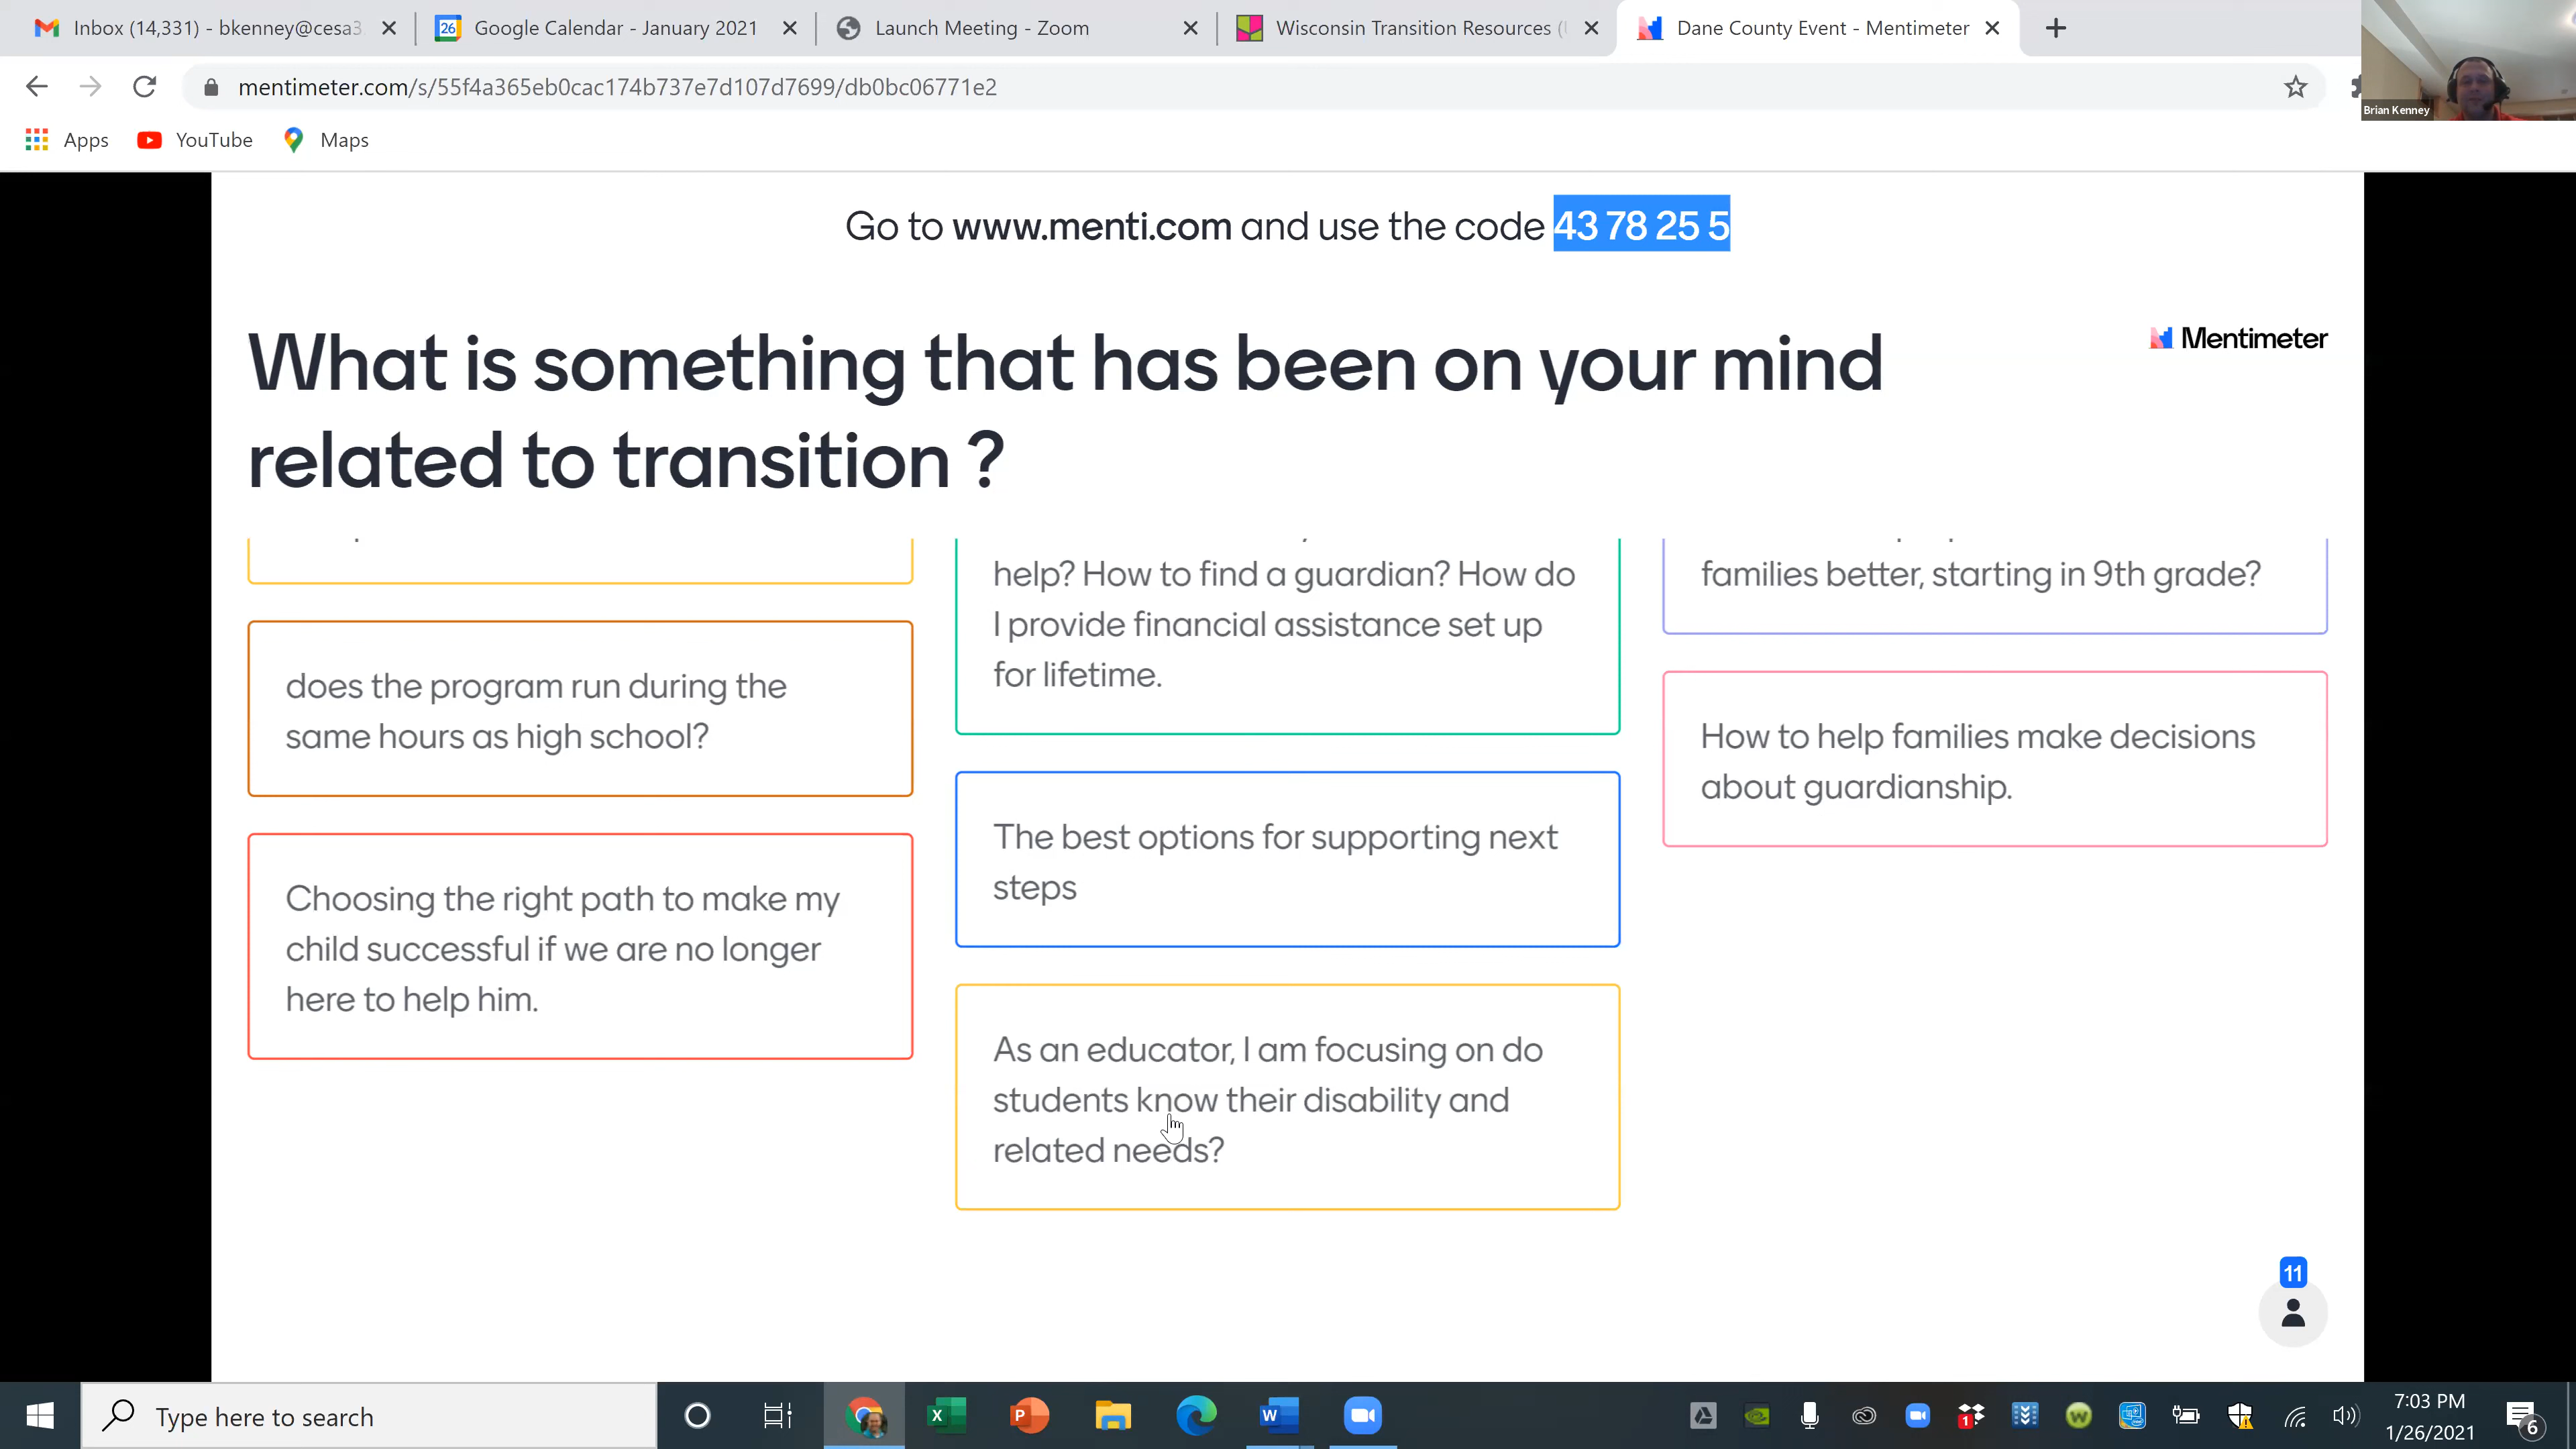 Inbox (14,331) - bkenney@cesa3.
Google Calendar - January 2021
Launch Meeting - Zoom
Wisconsin Transition Resources (
Dane County Event - Mentimeter
mentimeter.com/s/55f4a365eb0cac174b737e7d107d7699/db0bc06771e2
Apps
YouTube
Maps
Brian Kenney
Go to www.menti.com and use the code 43 78 25 5
What is something that has been on your mind
related to transition ?
Mentimeter
does the program run during the
same hours as high school?
Choosing the right path to make my
child successful if we are no longer
here to help him.
help? How to find a guardian? How do
I provide financial assistance set up
for lifetime.
The best options for supporting next
steps
As an educator, I am focusing on do
students know their disability and
related needs?
families better, starting in 9th grade?
How to help families make decisions
about guardianship.
11
Type here to search
7:03 PM
1/26/2021
6